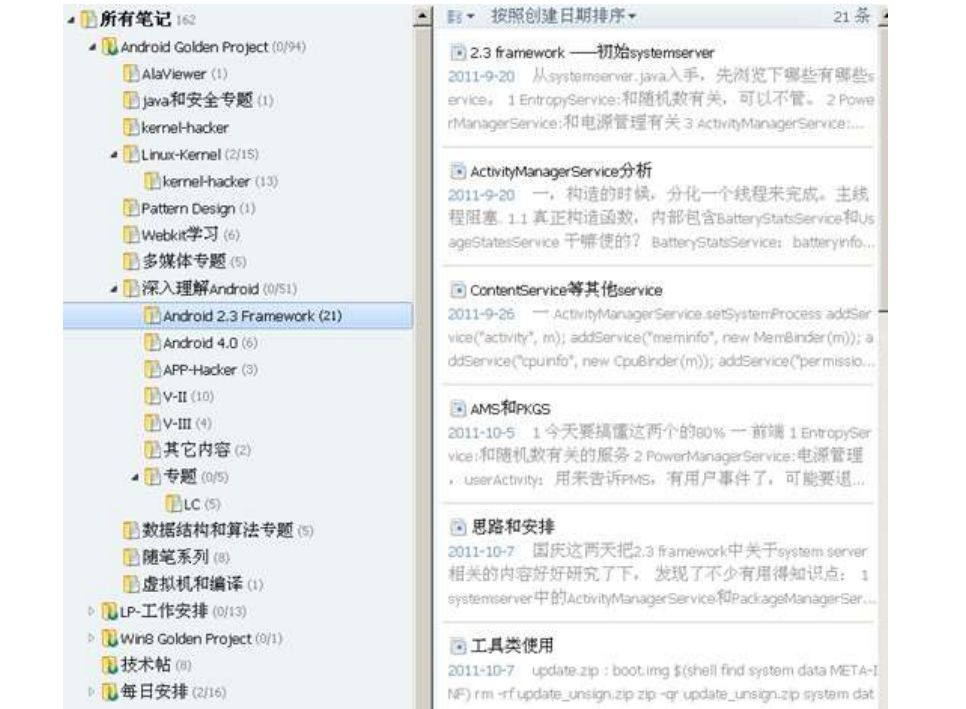 所有笔记 162
Android Golden Project (0/94)
AlaViewer (1)
java和安全专题 (1)
kernel-hacker
Linux-Kernel (2/15)
kernel-hacker (13)
Pattern Design (1)
Webkit学习 (6)
多媒体专题 (5)
深入理解Android (0/51)
Android 2.3 Framework (21)
Android 4.0 (6)
APP-Hacker (3)
V-II (10)
V-III (4)
其它内容 (2)
专题 (0/5)
LC (5)
数据结构和算法专题 (5)
随笔系列 (8)
虚拟机和编译 (1)
LP-工作安排 (0/13)
Win8 Golden Project (0/1)
技术帖 (8)
每日安排 (2/16)
按照创建日期排序 21 条
2.3 framework ——初始systemserver
2011-9-20 从systemserver.java入手，先浏览下哪些有哪些s
ervice。 1 EntropyService:和随机数有关，可以不管。 2 Powe
rManagerService:和电源管理有关 3 ActivityManagerService:...
ActivityManagerService分析
2011-9-20 一，构造的时候，分化一个线程来完成。主线
程阻塞. 1.1 真正构造函数，内部包含BatteryStatsService和Us
ageStatesService 干嘛使的？ BatteryStatsService：batteryinfo...
ContentService等其他service
2011-9-26 一 ActivityManagerService.setSystemProcess addSer
vice("activity", m); addService("meminfo", new MemBinder(m)); a
ddService("cpuinfo", new CpuBinder(m)); addService("permissio...
AMS和PKGS
2011-10-5 1 今天要搞懂这两个的80% 一 前端 1 EntropySer
vice:和随机数有关的服务 2 PowerManagerService:电源管理
，userActivity：用来告诉PMS，有用户事件了，可能要退...
思路和安排
2011-10-7 国庆这两天把2.3 framework中关于system server
相关的内容好好研究了下， 发现了不少有用得知识点： 1
systemserver中的ActivityManagerService和PackageManagerSer...
工具类使用
2011-10-7 update.zip : boot.img $(shell find system data META-I
NF) rm -rf update_unsign.zip zip -qr update_unsign.zip system dat